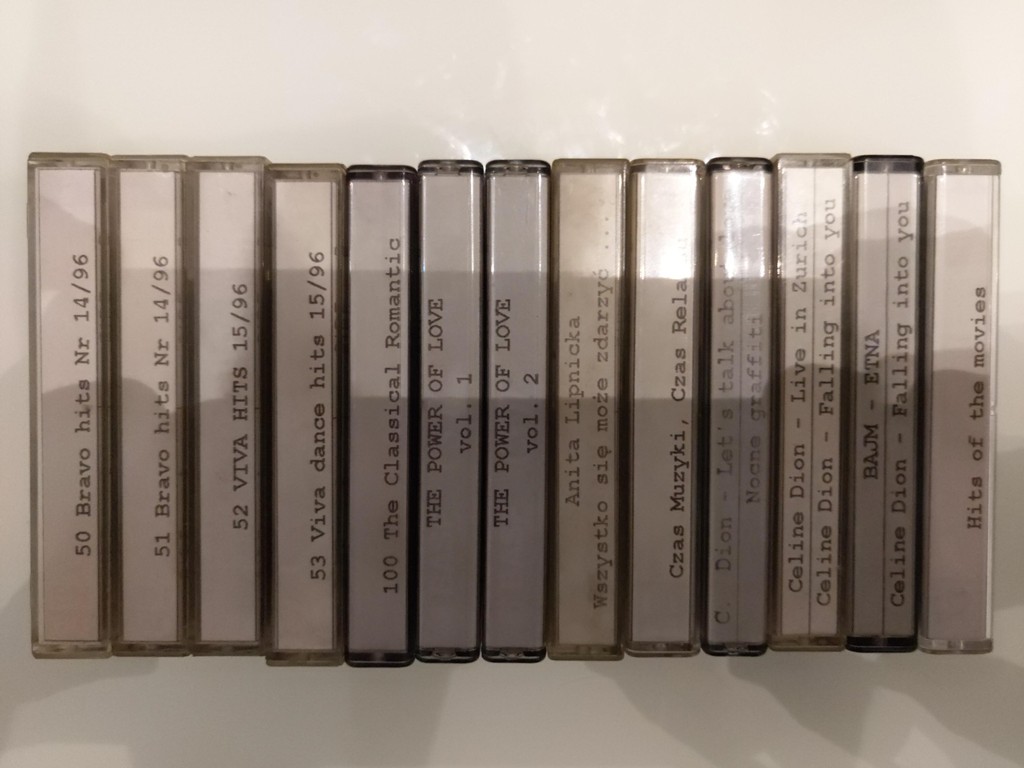 50 Bravo hits Nr 14/96
51 Bravo hits Nr 14/96
52 VIVA HITS 15/96
53 Viva dance hits 15/96
100 The Classical Romantic
THE POWER OF LOVE
vol. 1
THE POWER OF LOVE
vol. 2
Anita Lipnicka
Wszystko się może zdarzyć ....
Czas Muzyki, Czas
C. Dion - Let's talk
Nocne graffiti
Celine Dion - Live in Zurich
Celine Dion - Falling into you
BAJM - ETNA
Celine Dion - Falling into you
Hits of the movies